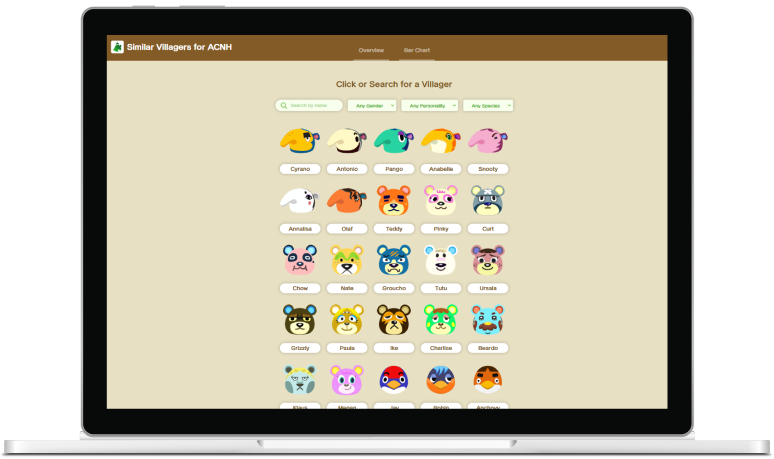 Similar Villagers for ACNH
Overview Bar Chart
Click or Search for a Villager
Search by name Any Gender Any Personality Any Species
Cyrano Antonio Pango Anabelle Snooty
Annalisa Olaf Teddy Pinky Curt
Chow Nate Groucho Tutu Ursala
Grizzly Paula Ike Charlise Beardo
Klaus Megan Jay Robin Anchovy